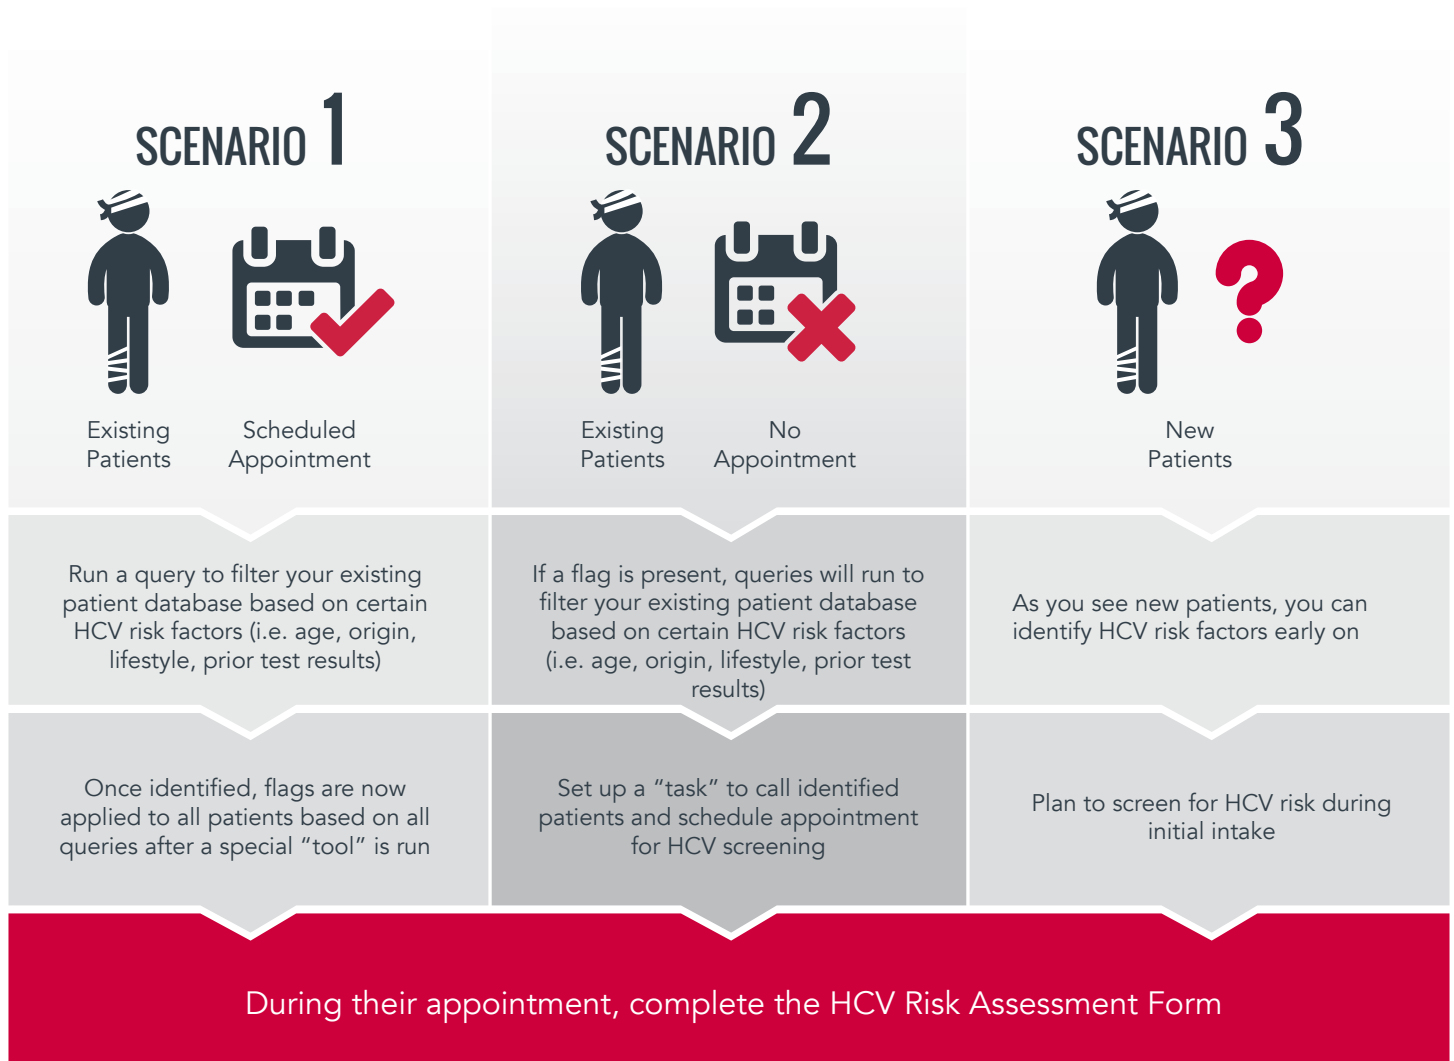 SCENARIO 1
Existing
Patients
Scheduled
Appointment
Run a query to filter your existing
patient database based on certain
HCV risk factors (i.e. age, origin,
lifestyle, prior test results)
Once identified, flags are now
applied to all patients based on all
queries after a special “tool” is run
SCENARIO 2
Existing
Patients
No
Appointment
If a flag is present, queries will run to
filter your existing patient database
based on certain HCV risk factors
(i.e. age, origin, lifestyle, prior test
results)
Set up a “task” to call identified
patients and schedule appointment
for HCV screening
SCENARIO 3
New
Patients
As you see new patients, you can
identify HCV risk factors early on
Plan to screen for HCV risk during
initial intake
During their appointment, complete the HCV Risk Assessment Form